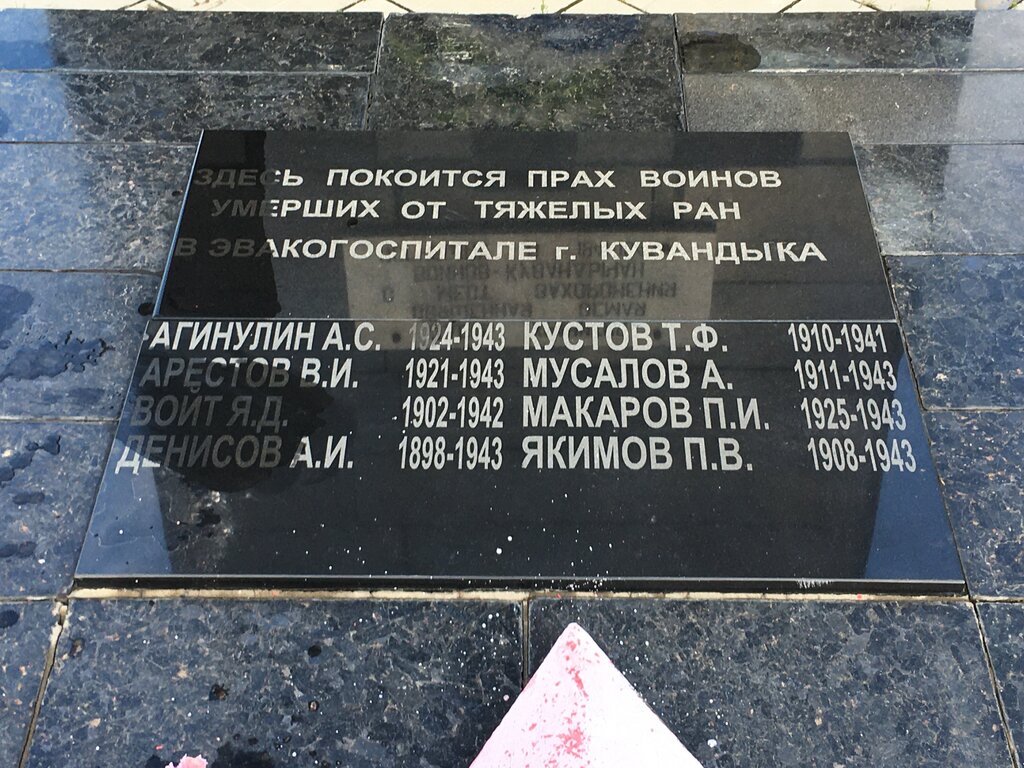 ЗДЕСЬ ПОКОИТСЯ ПРАХ ВОИНОВ
УМЕРШИХ ОТ ТЯЖЕЛЫХ РАН
В ЭВАКОГОСПИТАЛЕ г. КУВАНДЫКА
АГИНУЛИН А.С. 1924-1943 КУСТОВ Т.Ф. 1910-1941
АРЕСТОВ В.И. 1921-1943 МУСАЛОВ А. 1911-1943
ВОЙТ Я.Д. 1902-1942 МАКАРОВ П.И. 1925-1943
ДЕНИСОВ А.И. 1898-1943 ЯКИМОВ П.В. 1908-1943